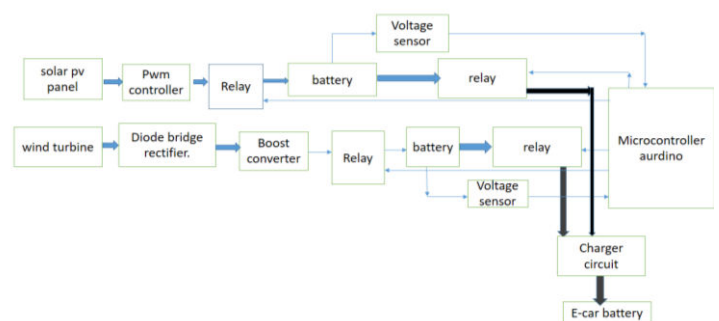 Voltage
sensor
solar pv
panel
Pwm
controller
Relay
battery
relay
wind turbine
Diode bridge
rectifier.
Boost
converter
Relay
battery
relay
Voltage
sensor
Microcontroller
aurdino
Charger
circuit
E-car battery